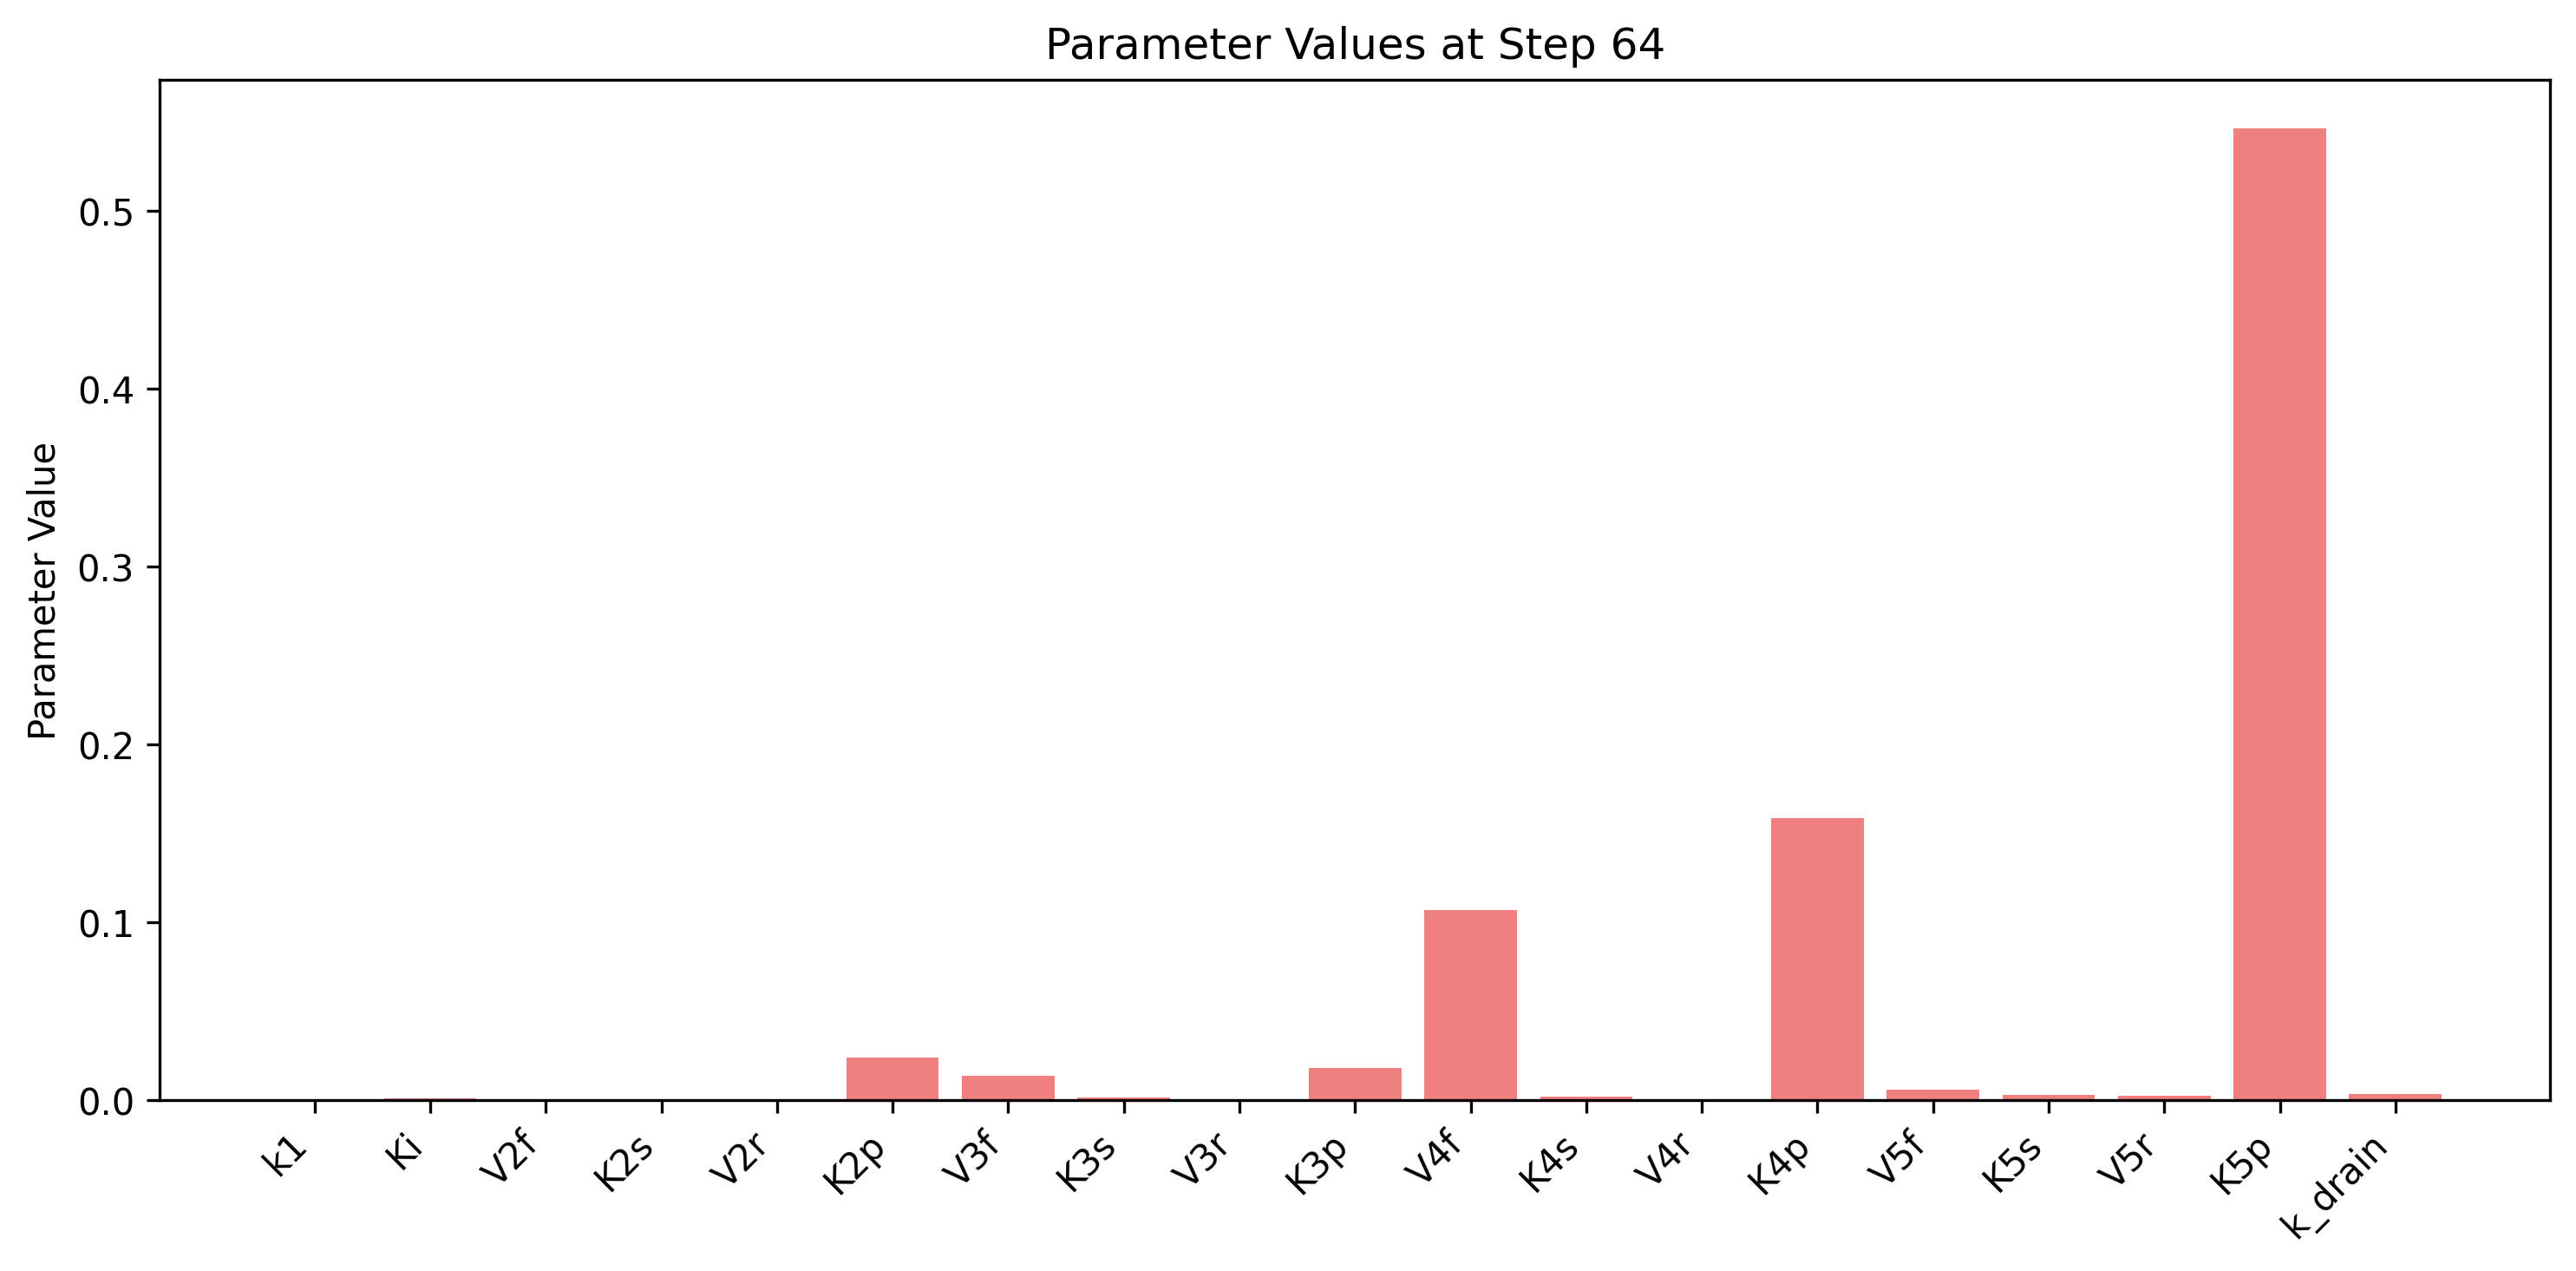 Parameter Values at Step 64
Parameter Value
0.5
0.4
0.3
0.2
0.1
0.0
k1
Ki
V2f
K2s
V2r
K2p
V3f
K3s
V3r
K3p
V4f
K4s
V4r
K4p
V5f
K5s
V5r
K5p
k_drain